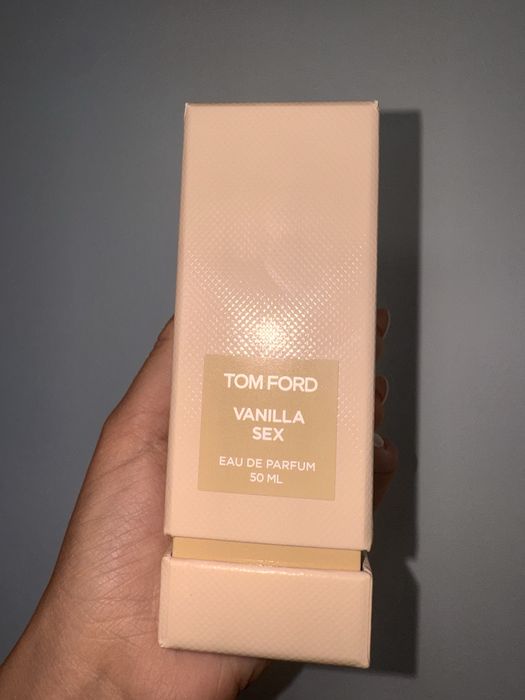 TOM FORD
VANILLA
SEX
EAU DE PARFUM
50 ML